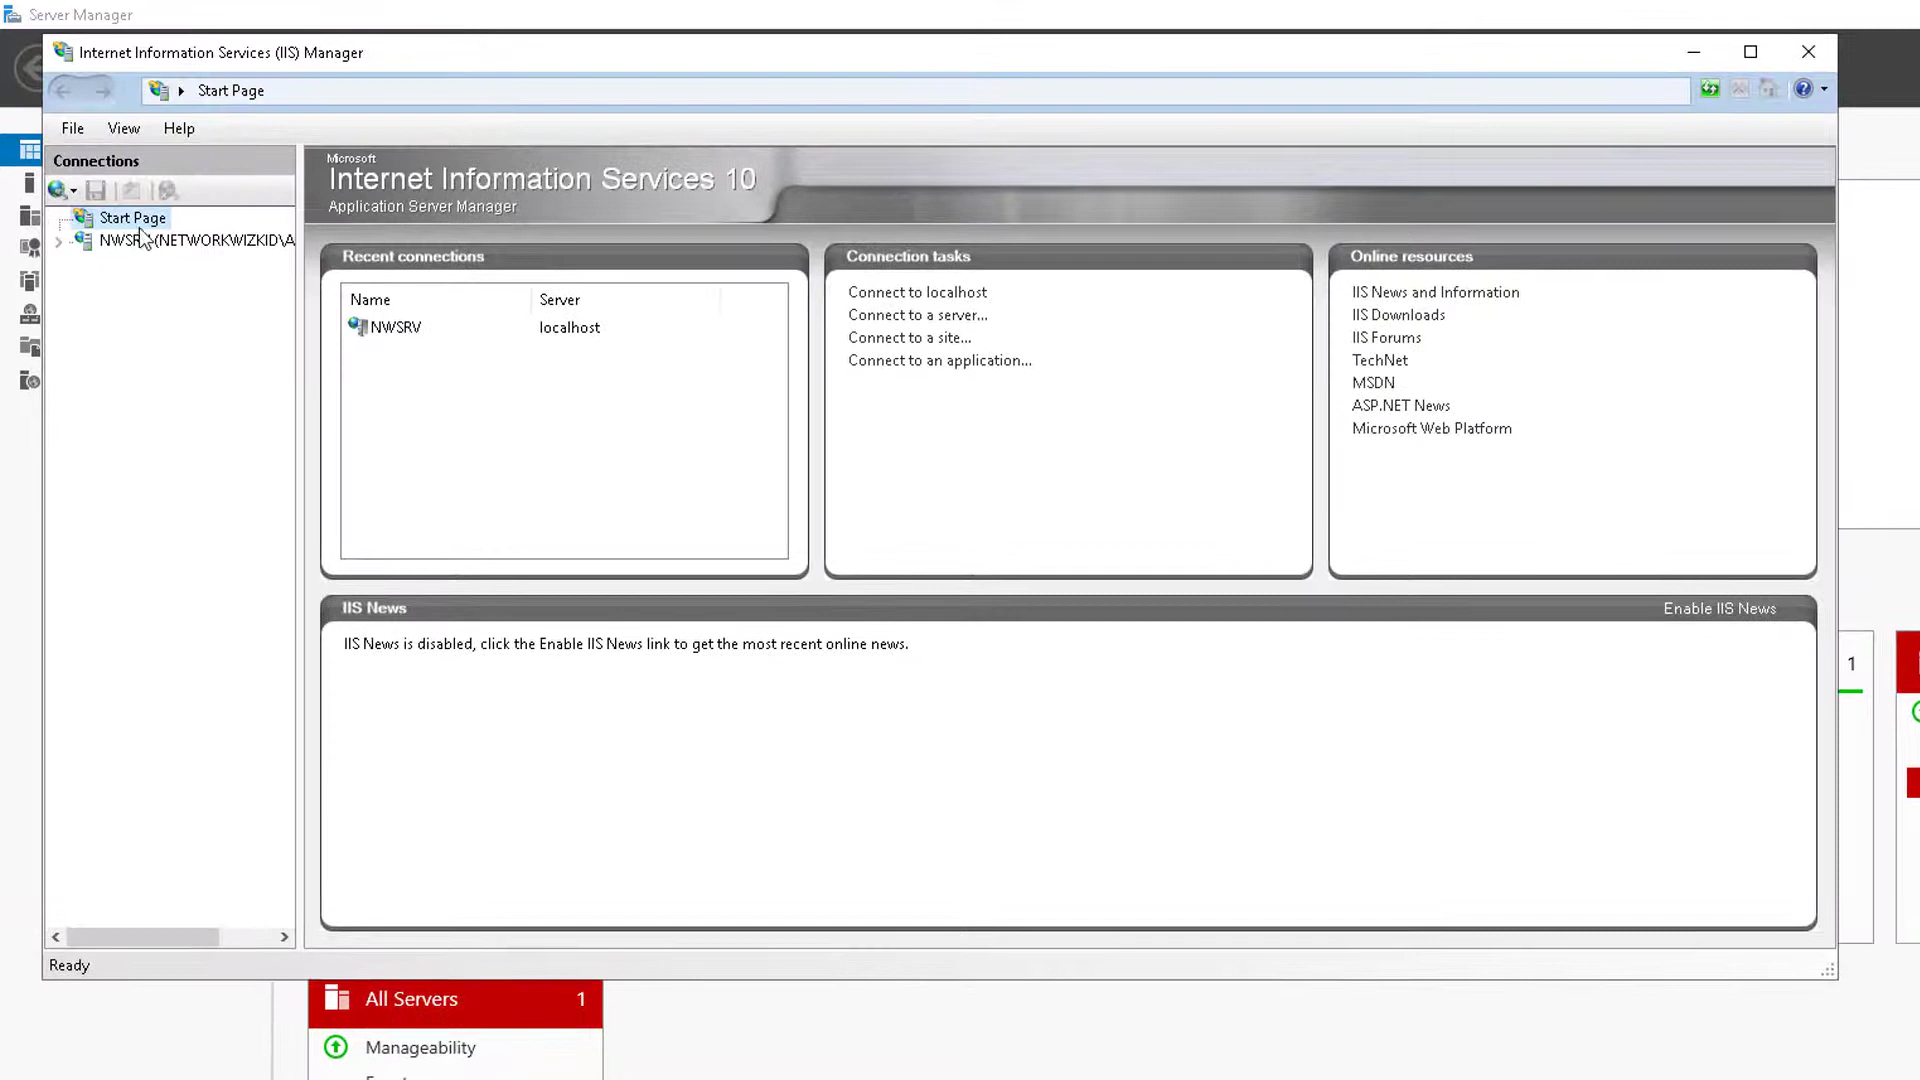 Server Manager
Internet Information Services (IIS) Manager
Start Page
File View Help
Connections
Start Page
(NETWORKWIZKID\A
Microsoft
Internet Information Services 10
Application Server Manager
Recent connections
Name Server
NWSRV localhost
Connection tasks
Connect to localhost
Connect to a server...
Connect to a site...
Connect to an application...
Online resources
IIS News and Information
IIS Downloads
IIS Forums
TechNet
MSDN
ASP.NET News
Microsoft Web Platform
IIS News
Enable IIS News
IIS News is disabled, click the Enable IIS News link to get the most recent online news.
1
Ready
All Servers 1
Manageability